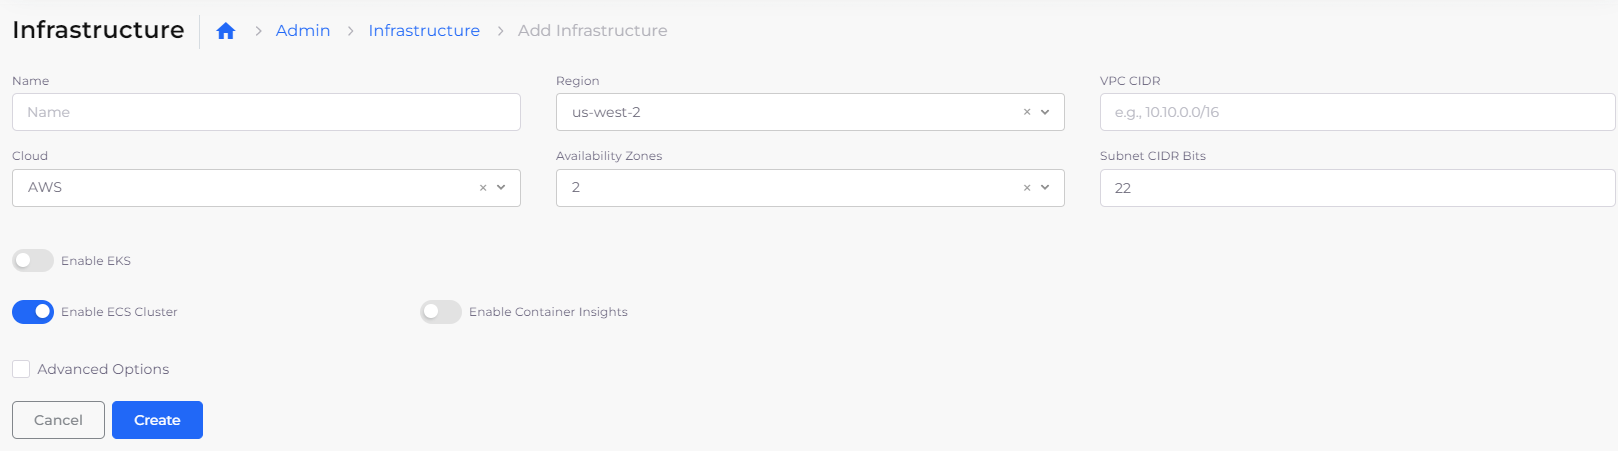 Infrastructure Admin Infrastructure Add Infrastructure
Name Region VPC CIDR
Name us-west-2 e.g., 10.10.0.0/16
Cloud Availability Zones Subnet CIDR Bits
AWS 2 22
Enable EKS
Enable ECS Cluster Enable Container Insights
Advanced Options
Cancel Create